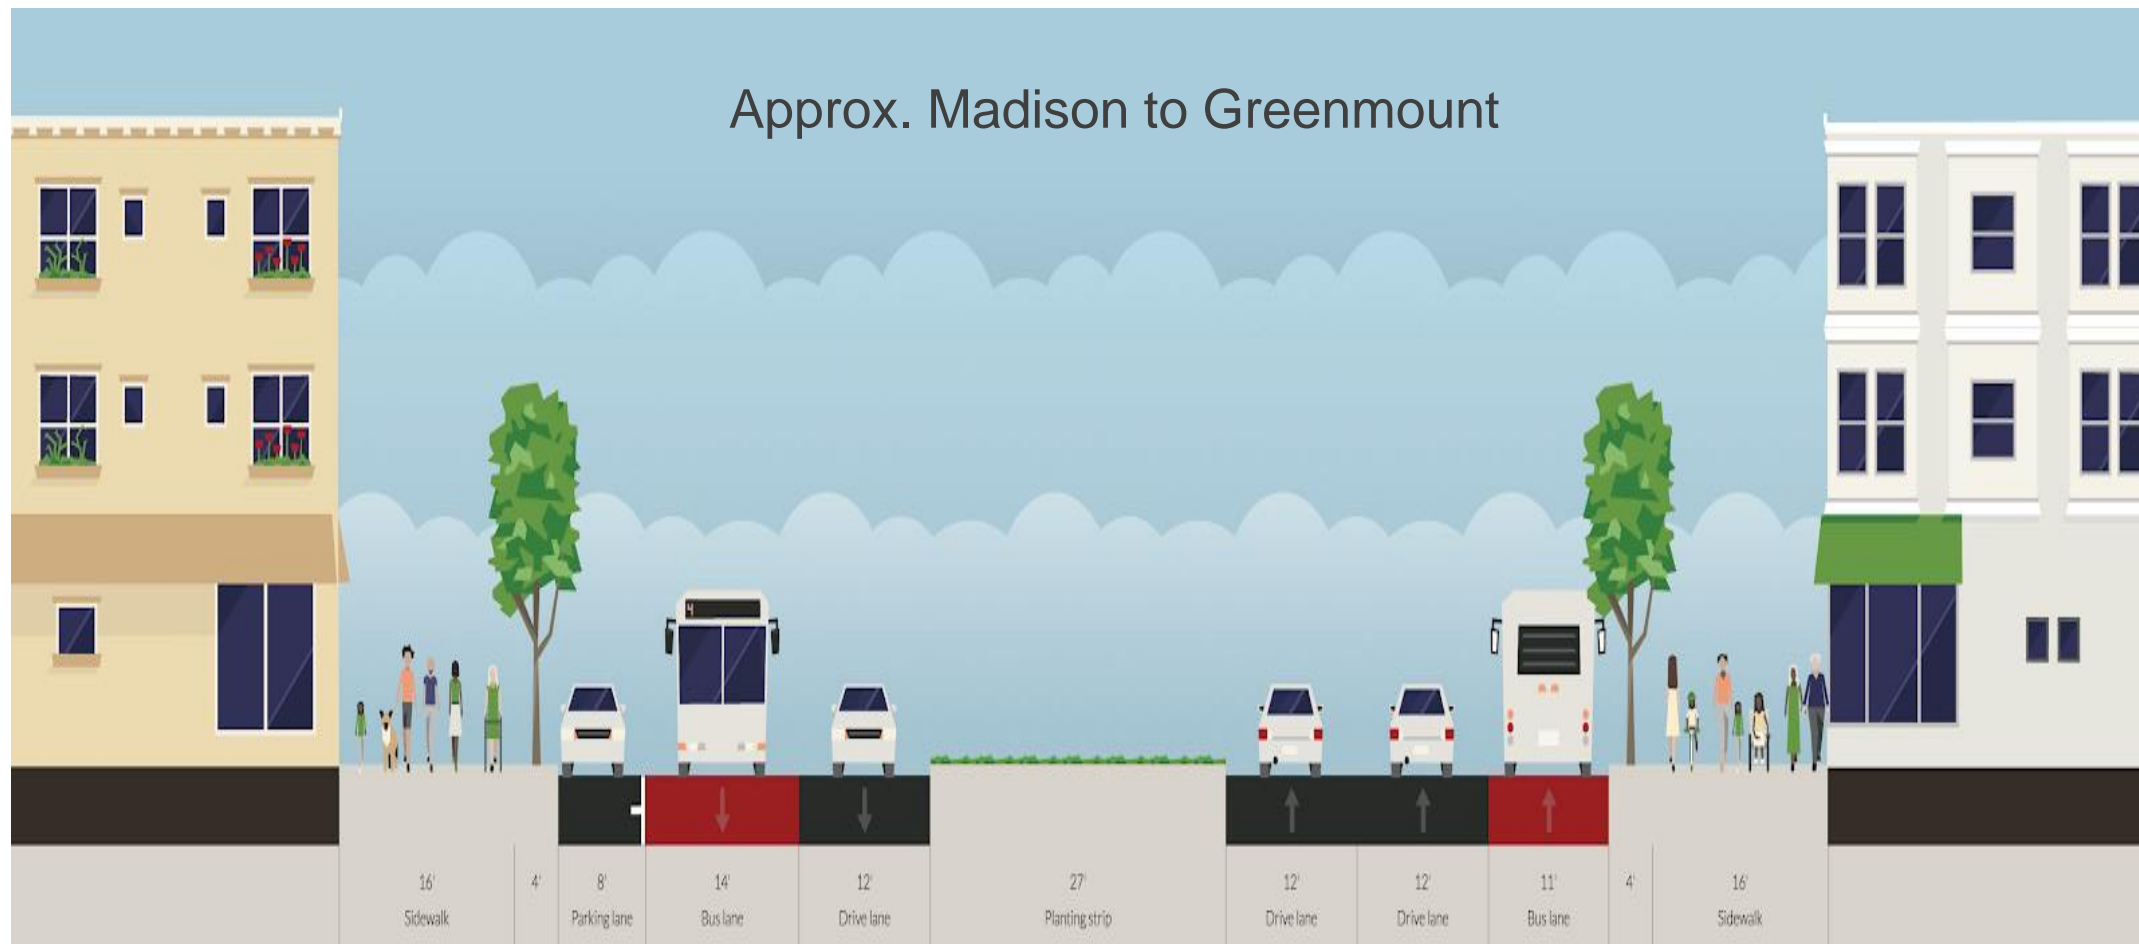 Approx. Madison to Greenmount
4
16' 4' 8' 14' 12' 27' 12' 12' 11' 4' 16'
Sidewalk Parking lane Bus lane Drive lane Planting strip Drive lane Drive lane Bus lane Sidewalk